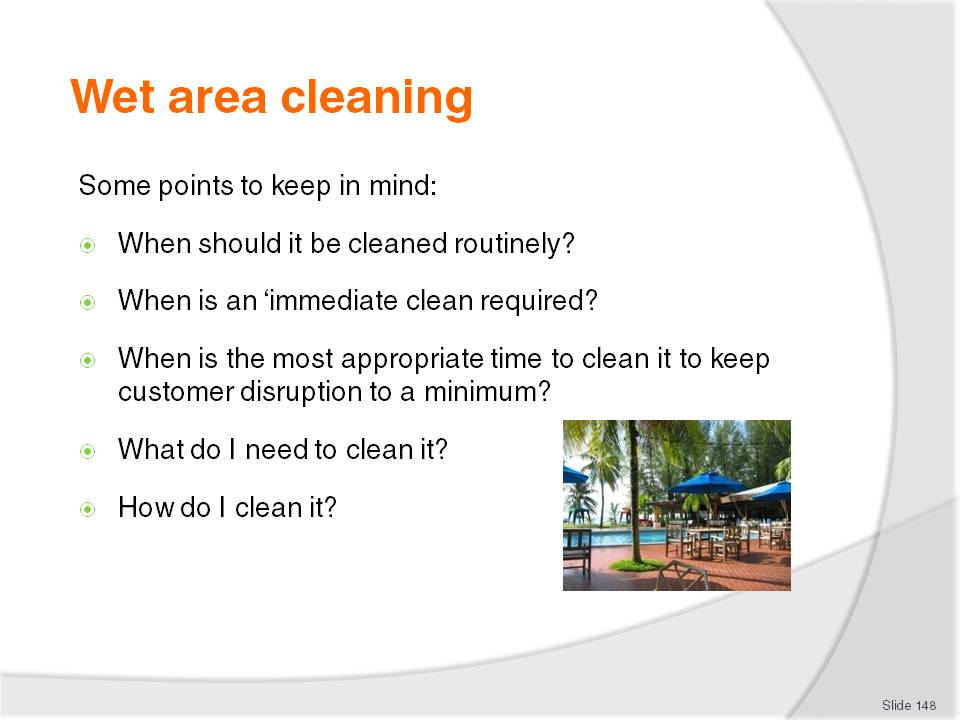 Wet area cleaning
Some points to keep in mind:
When should it be cleaned routinely?
When is an ‘immediate clean required?
When is the most appropriate time to clean it to keep
customer disruption to a minimum?
What do I need to clean it?
How do I clean it?
Slide 148